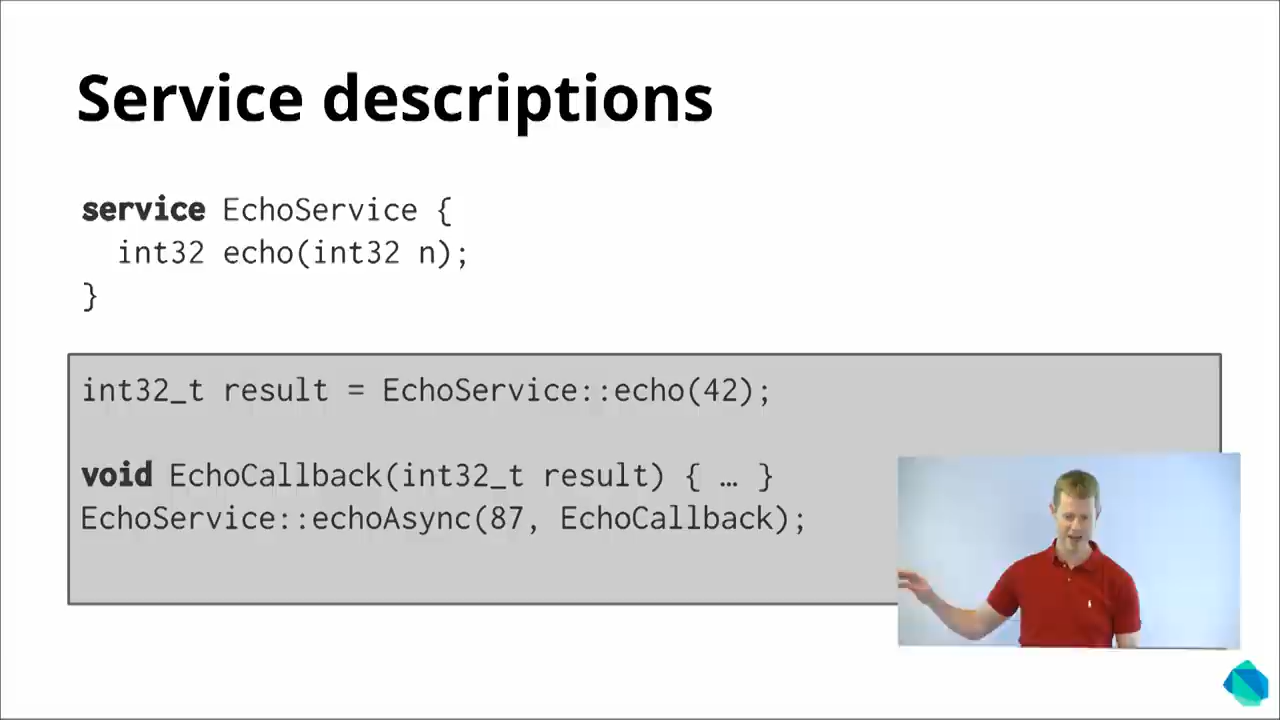 Service descriptions
service EchoService {
int32 echo(int32 n);
}
int32_t result = EchoService::echo(42);
void EchoCallback(int32_t result) { … }
EchoService::echoAsync(87, EchoCallback);